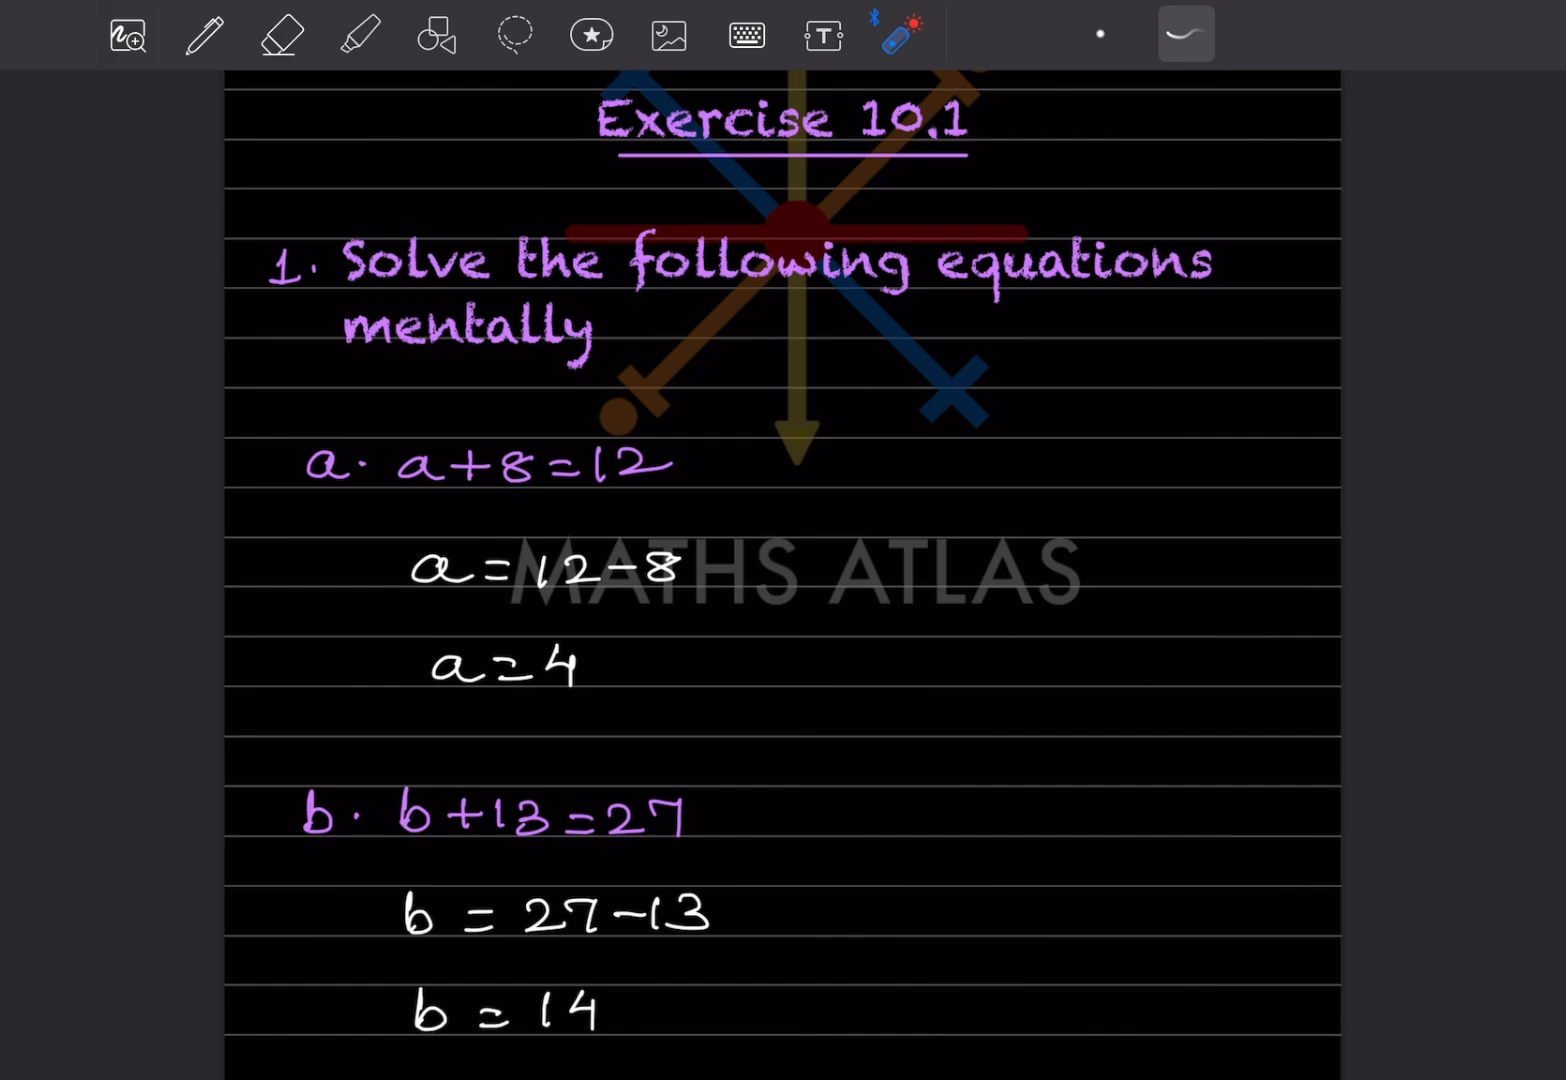 Exercise 10.1
1. Solve the following equations
mentally
a. a+8=12
a=12-8
MATHS ATLAS
a=4
b. b+13=27
b = 27-13
b = 14